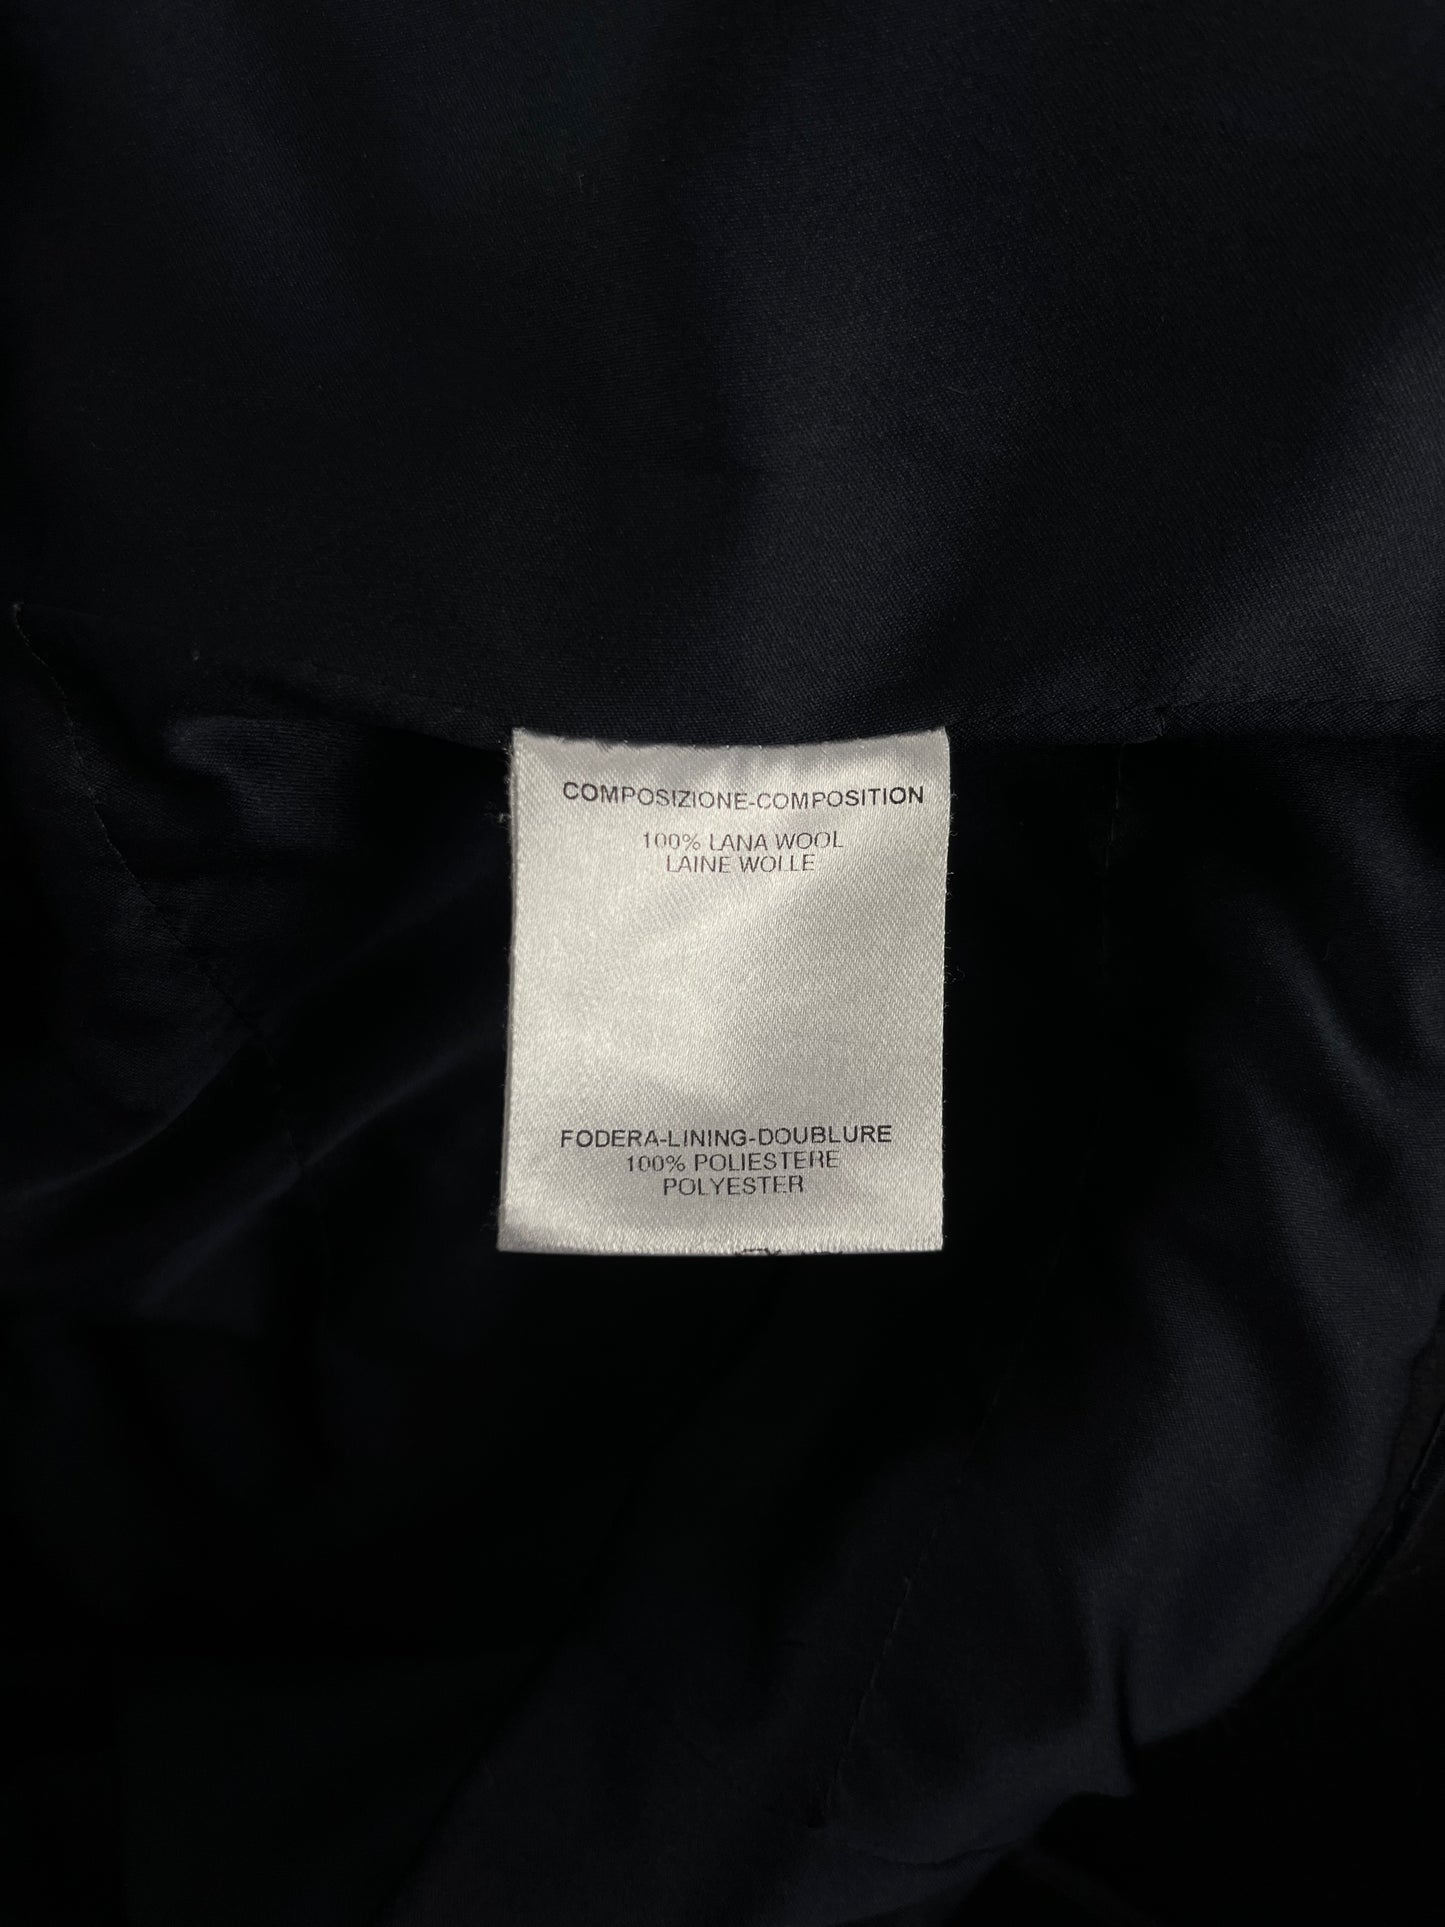 COMPOSIZIONE-COMPOSITION
100% LANA WOOL
LAINE WOLLE
FODERA-LINING-DOUBLURE
100% POLIESTERE
POLYESTER